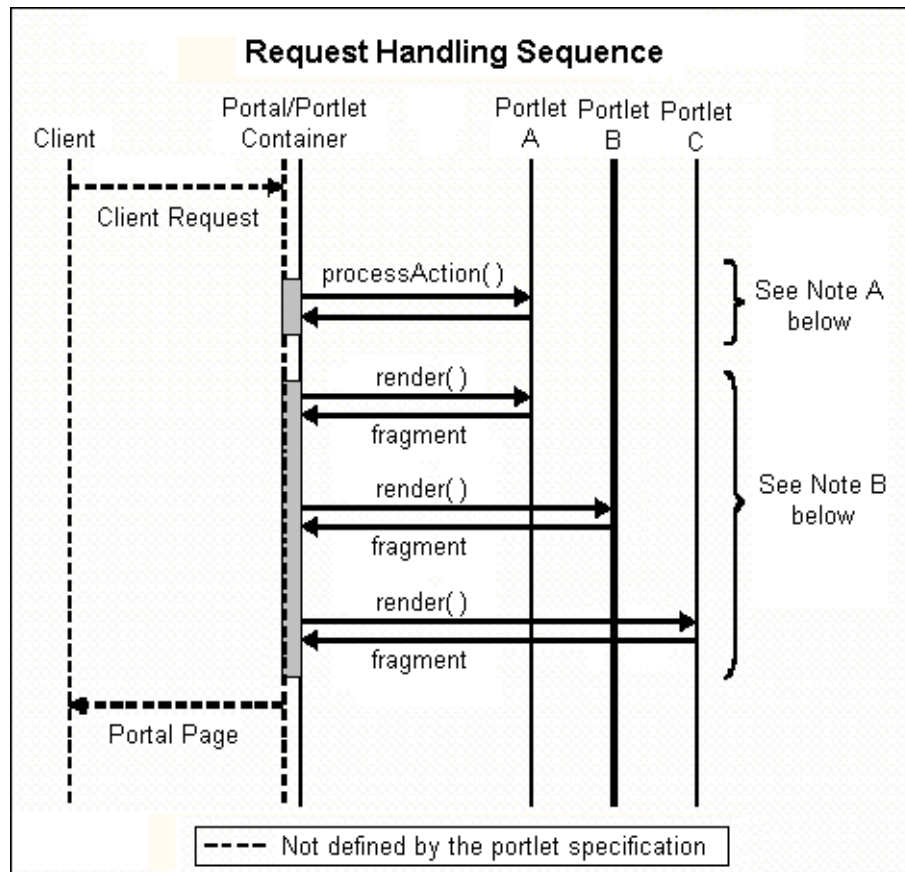 Request Handling Sequence
Client
Portal/Portlet
Container
Portlet
A
Portlet
B
Portlet
C
Client Request
processAction( )
See Note A
below
render( )
fragment
render( )
fragment
See Note B
below
render( )
fragment
Portal Page
Not defined by the portlet specification